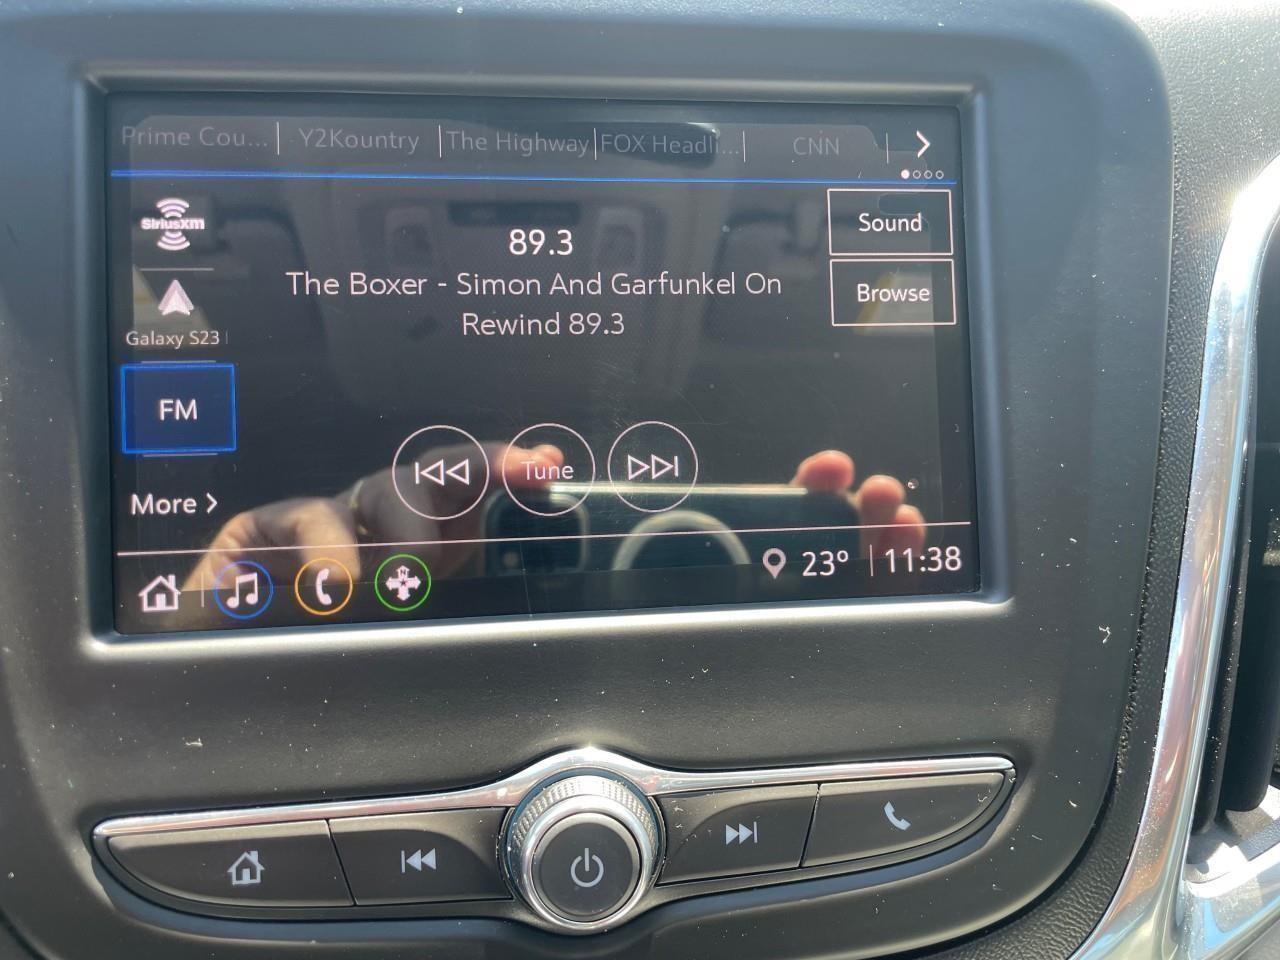 Prime Cou... Y2Kountry The Highway FOX Headli... CNN
SiriusXM
Galaxy S23
FM
More
89.3
The Boxer - Simon And Garfunkel On
Rewind 89.3
Sound
Browse
Tune
N
23° 11:38